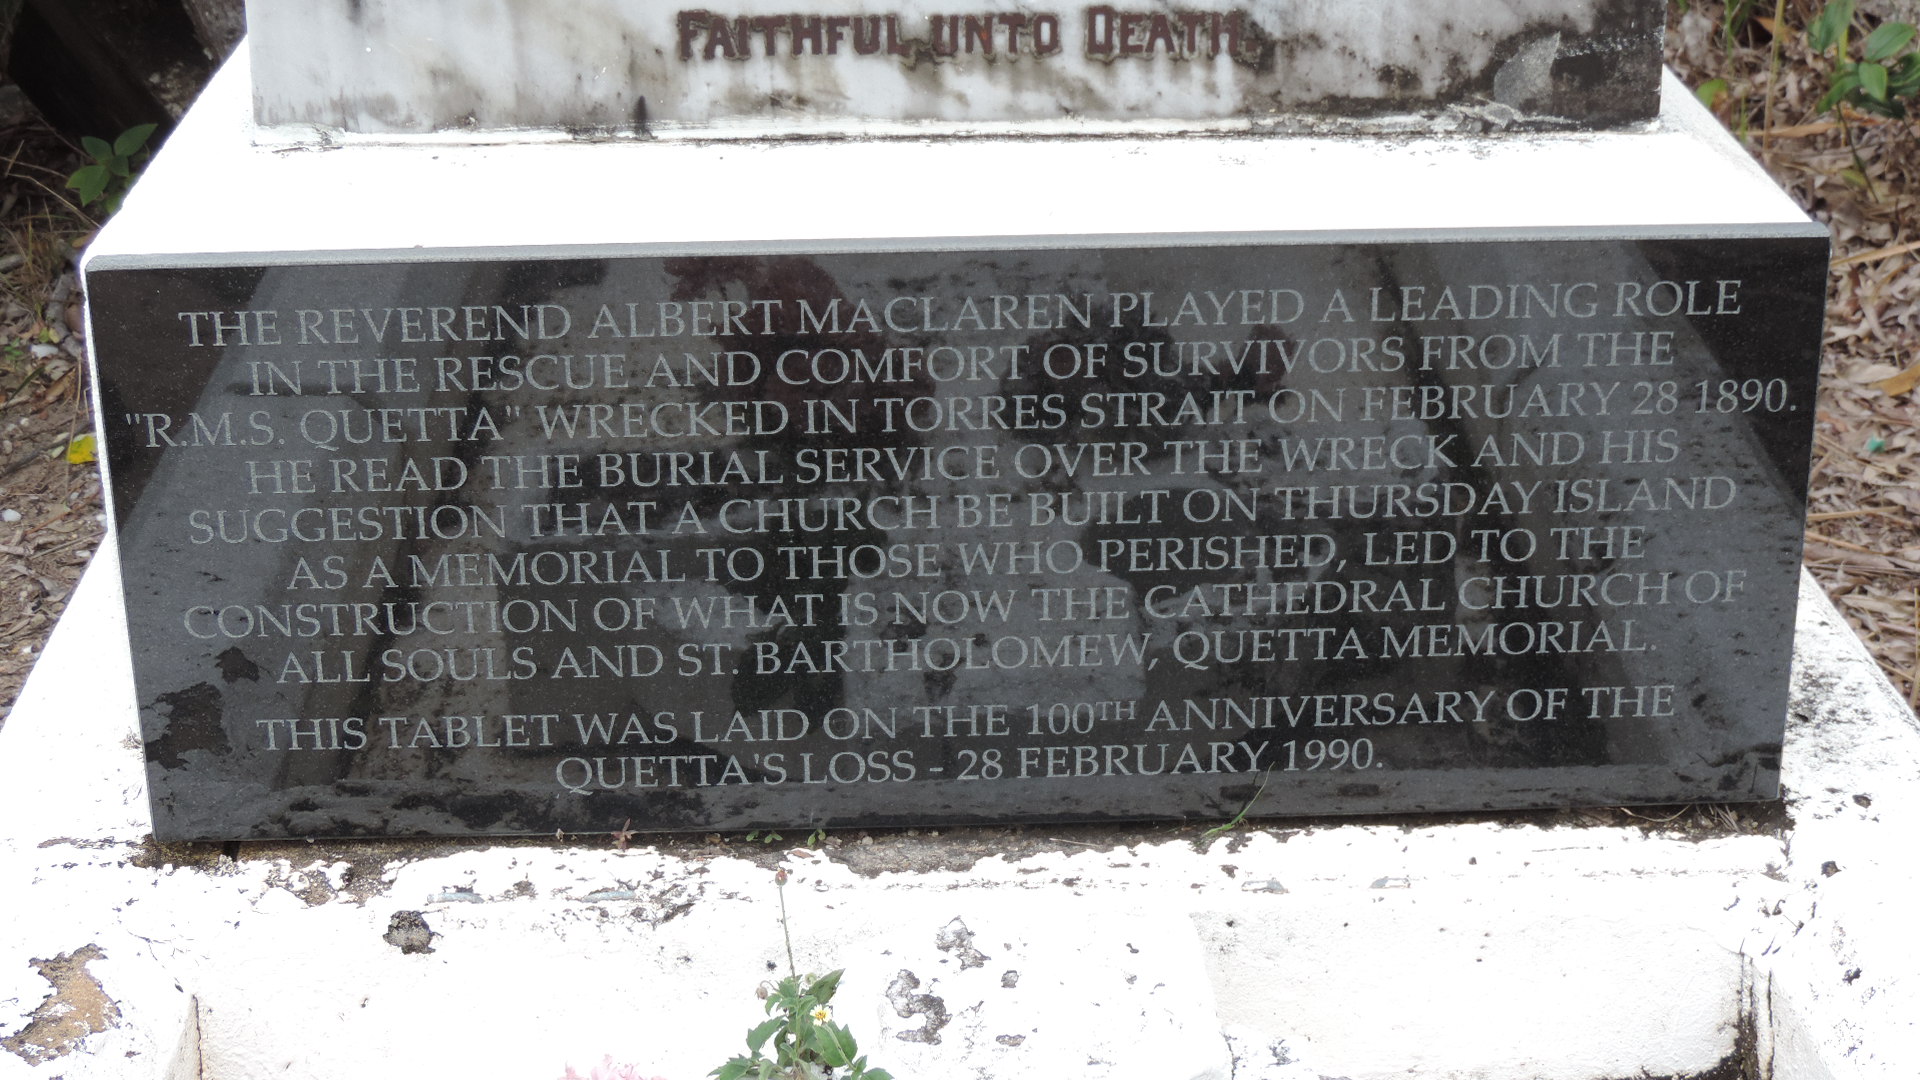 FAITHFUL UNTO DEATH.
THE REVEREND ALBERT MACLAREN PLAYED A LEADING ROLE
IN THE RESCUE AND COMFORT OF SURVIVORS FROM THE
"R.M.S. QUETTA" WRECKED IN TORRES STRAIT ON FEBRUARY 28 1890.
HE READ THE BURIAL SERVICE OVER THE WRECK AND HIS
SUGGESTION THAT A CHURCH BE BUILT ON THURSDAY ISLAND
AS A MEMORIAL TO THOSE WHO PERISHED, LED TO THE
CONSTRUCTION OF WHAT IS NOW THE CATHEDRAL CHURCH OF
ALL SOULS AND ST. BARTHOLOMEW, QUETTA MEMORIAL.
THIS TABLET WAS LAID ON THE 100TH ANNIVERSARY OF THE
QUETTA'S LOSS - 28 FEBRUARY 1990.